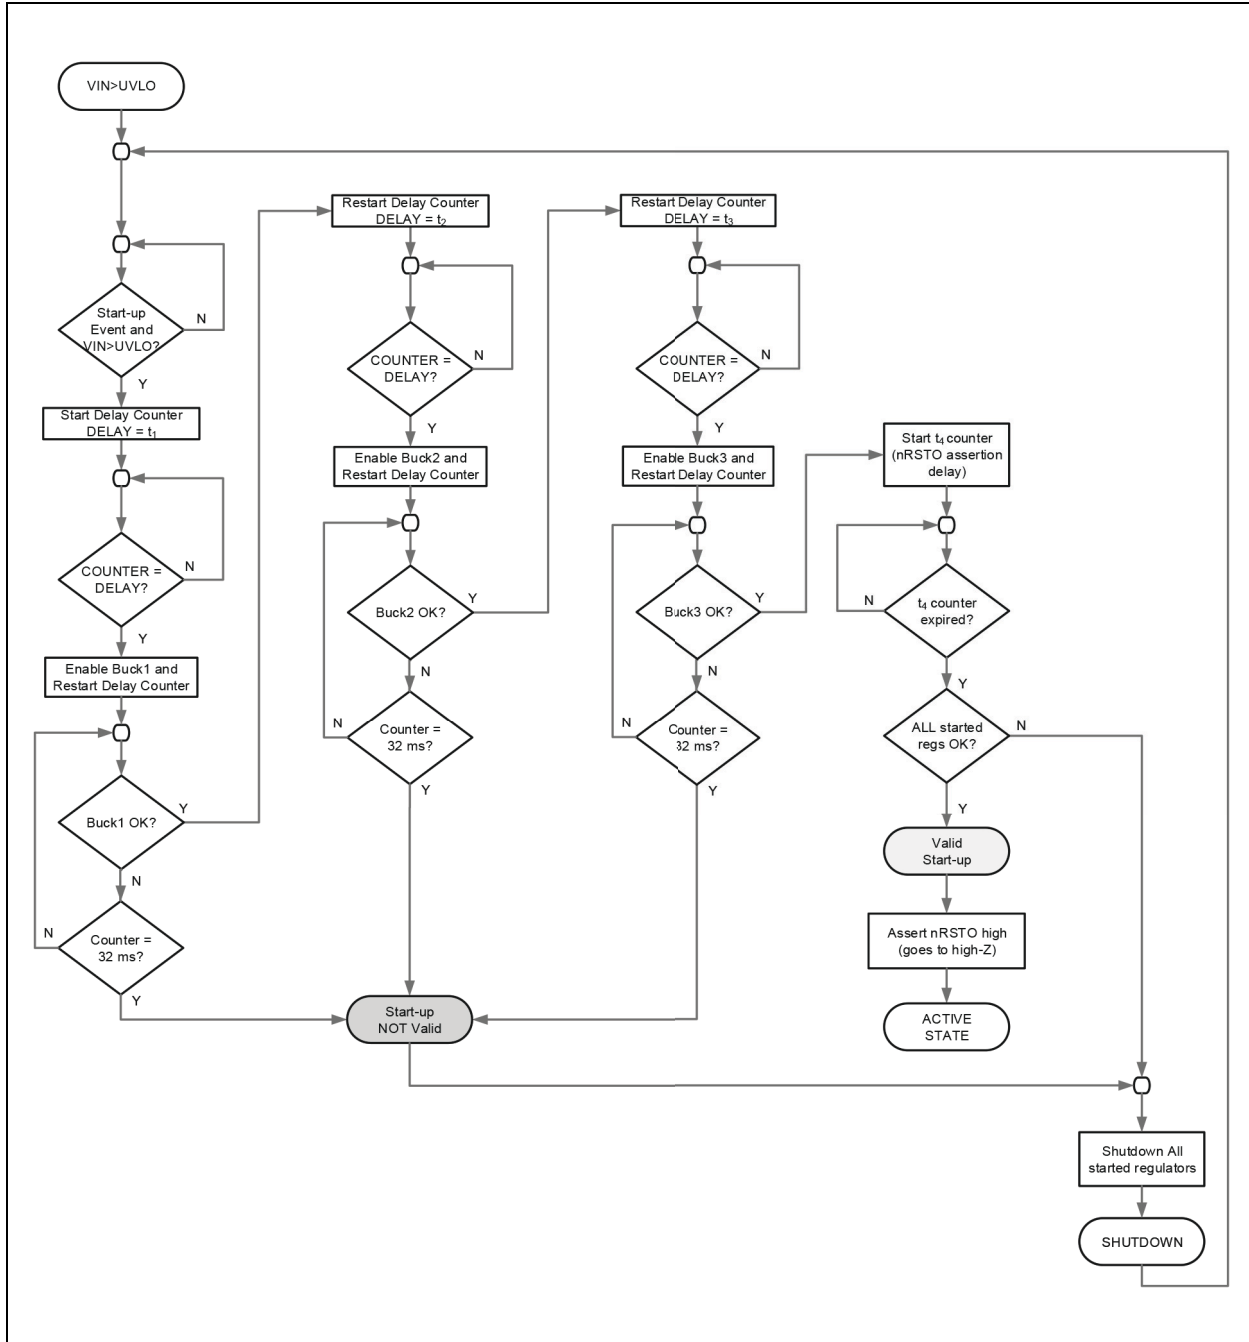 VIN>UVLO
Start-up
Event and
VIN>UVLO?
N
Y
Start Delay Counter
DELAY = t₁
COUNTER =
DELAY?
N
Y
Enable Buck1 and
Restart Delay Counter
Buck1 OK?
Y
N
Counter =
32 ms?
N
Y
Restart Delay Counter
DELAY = t₂
COUNTER =
DELAY?
N
Y
Enable Buck2 and
Restart Delay Counter
Buck2 OK?
Y
N
Counter =
32 ms?
N
Y
Start-up
NOT Valid
Restart Delay Counter
DELAY = t₃
COUNTER =
DELAY?
N
Y
Enable Buck3 and
Restart Delay Counter
Buck3 OK?
Y
N
Counter =
32 ms?
N
Y
Start t₄ counter
(nRSTO assertion
delay)
t₄ counter
expired?
N
Y
ALL started
regs OK?
N
Y
Valid
Start-up
Assert nRSTO high
(goes to high-Z)
ACTIVE
STATE
Shutdown All
started regulators
SHUTDOWN